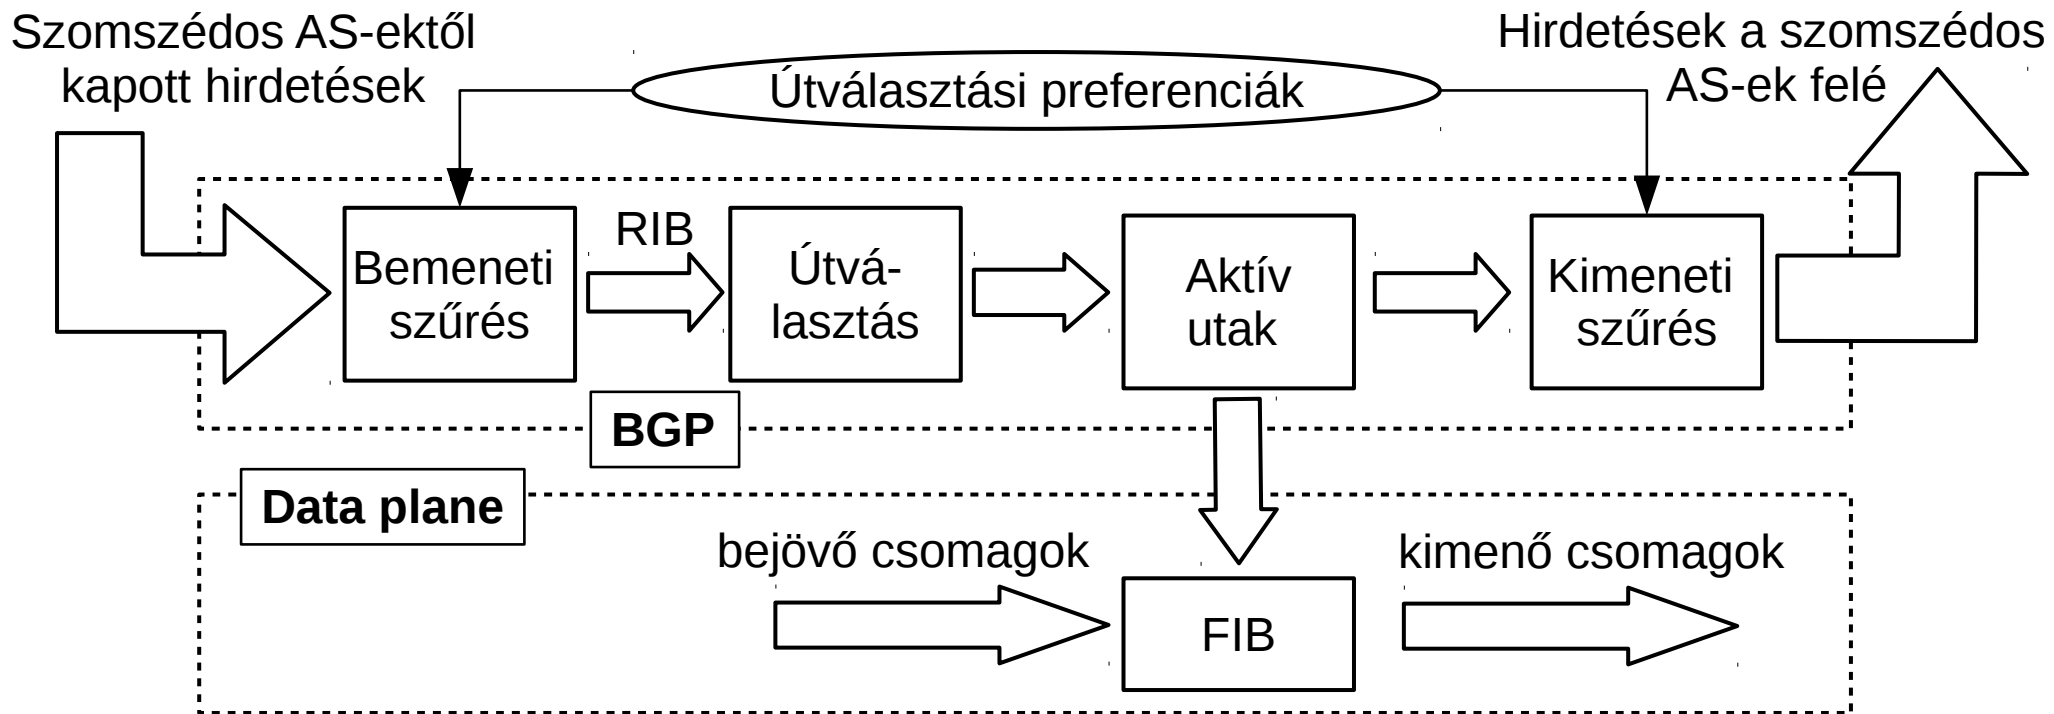 Szomszédos AS-ektől
kapott hirdetések
Hirdetések a szomszédos
AS-ek felé
Útválasztási preferenciák
Bemeneti
szűrés
RIB
Útvá-
lasztás
Aktív
utak
Kimeneti
szűrés
BGP
Data plane
bejövő csomagok
FIB
kimenő csomagok